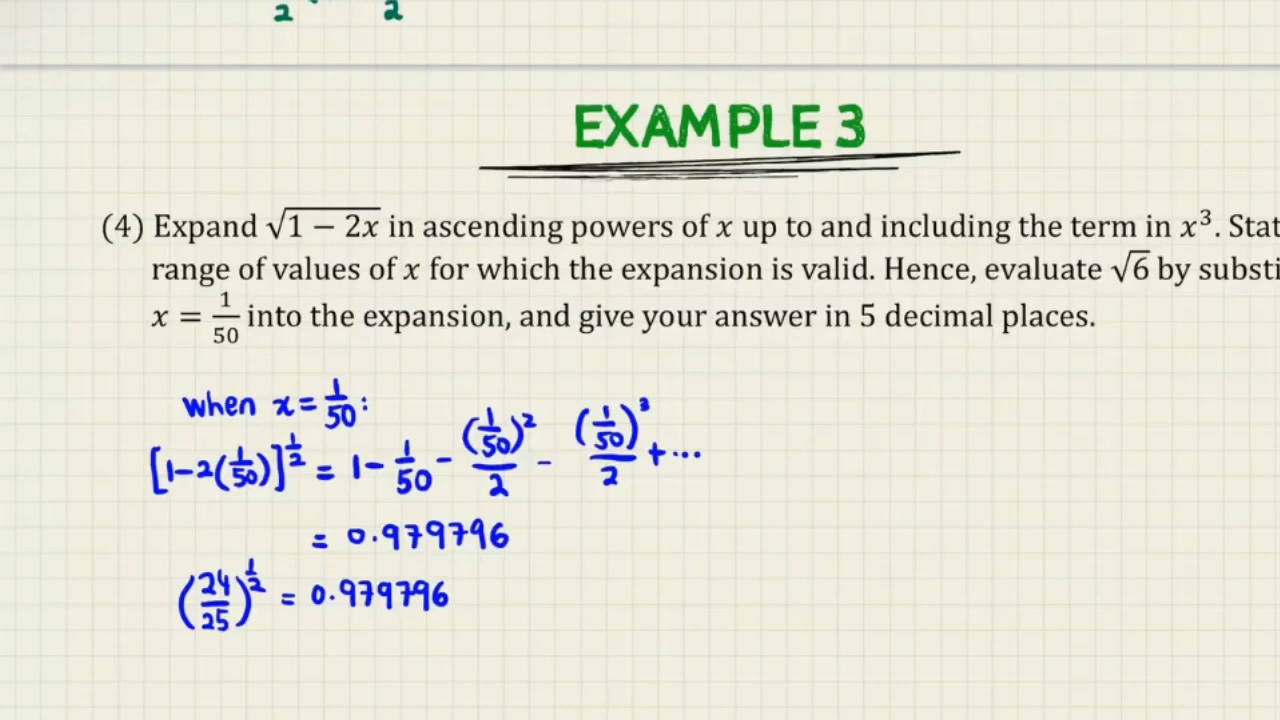 2 2
EXAMPLE 3
(4) Expand √(1 − 2x) in ascending powers of x up to and including the term in x³. Stat
range of values of x for which the expansion is valid. Hence, evaluate √6 by substi
x = 1/50 into the expansion, and give your answer in 5 decimal places.
when x = 1/50 :
[1−2(1/50)]^(1/2) = 1 − 1/50 − (1/50)²/2 − (1/50)³/2 + ...
= 0.979796
(24/25)^(1/2) = 0.979796